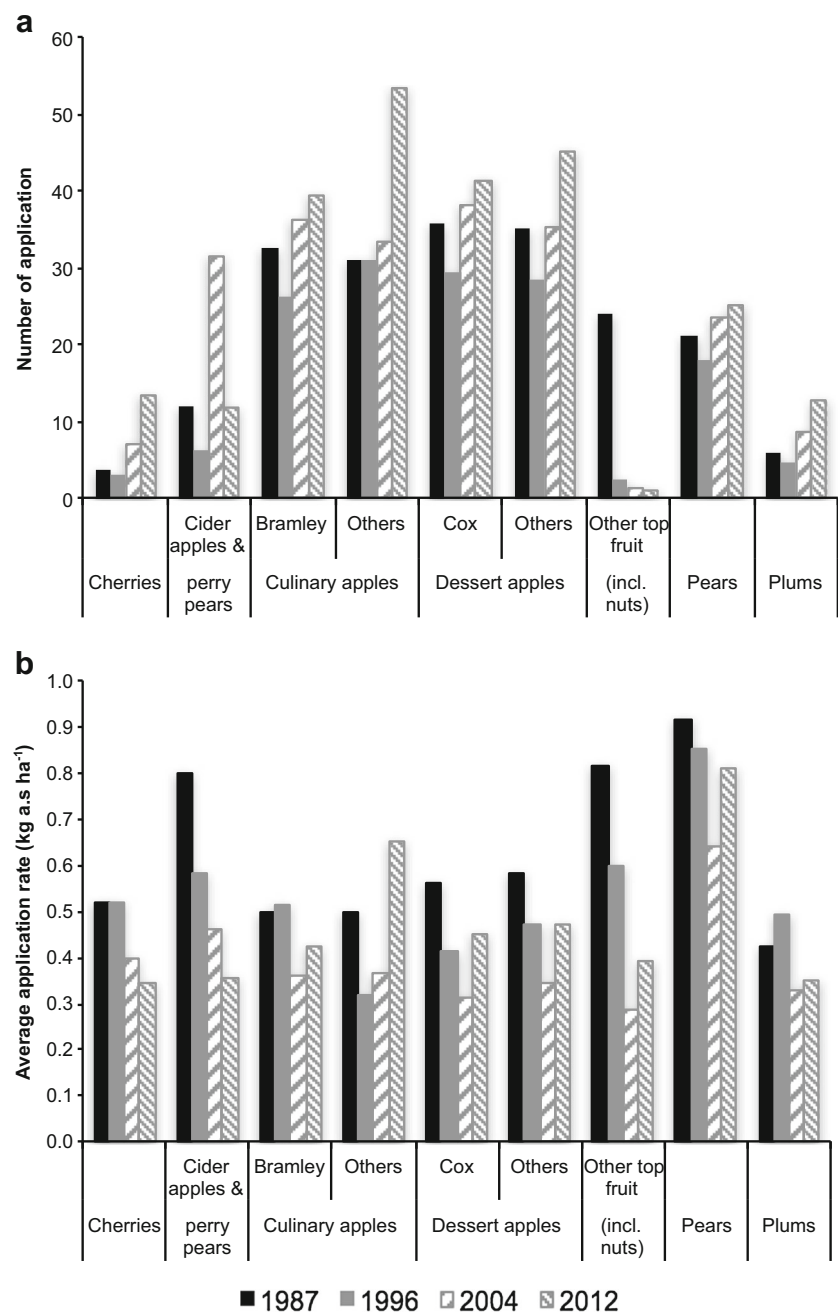 a
60
50
40
30
20
10
0
Number of application
Cider apples & perry pears
Bramley
Others
Cox
Others
Other top fruit (incl. nuts)
Cherries
Culinary apples
Dessert apples
Pears
Plums
b
1.0
0.9
0.8
0.7
0.6
0.5
0.4
0.3
0.2
0.1
0.0
Average application rate (kg a.s ha⁻¹)
Cider apples & perry pears
Bramley
Others
Cox
Others
Other top fruit (incl. nuts)
Cherries
Culinary apples
Dessert apples
Pears
Plums
1987 1996 2004 2012